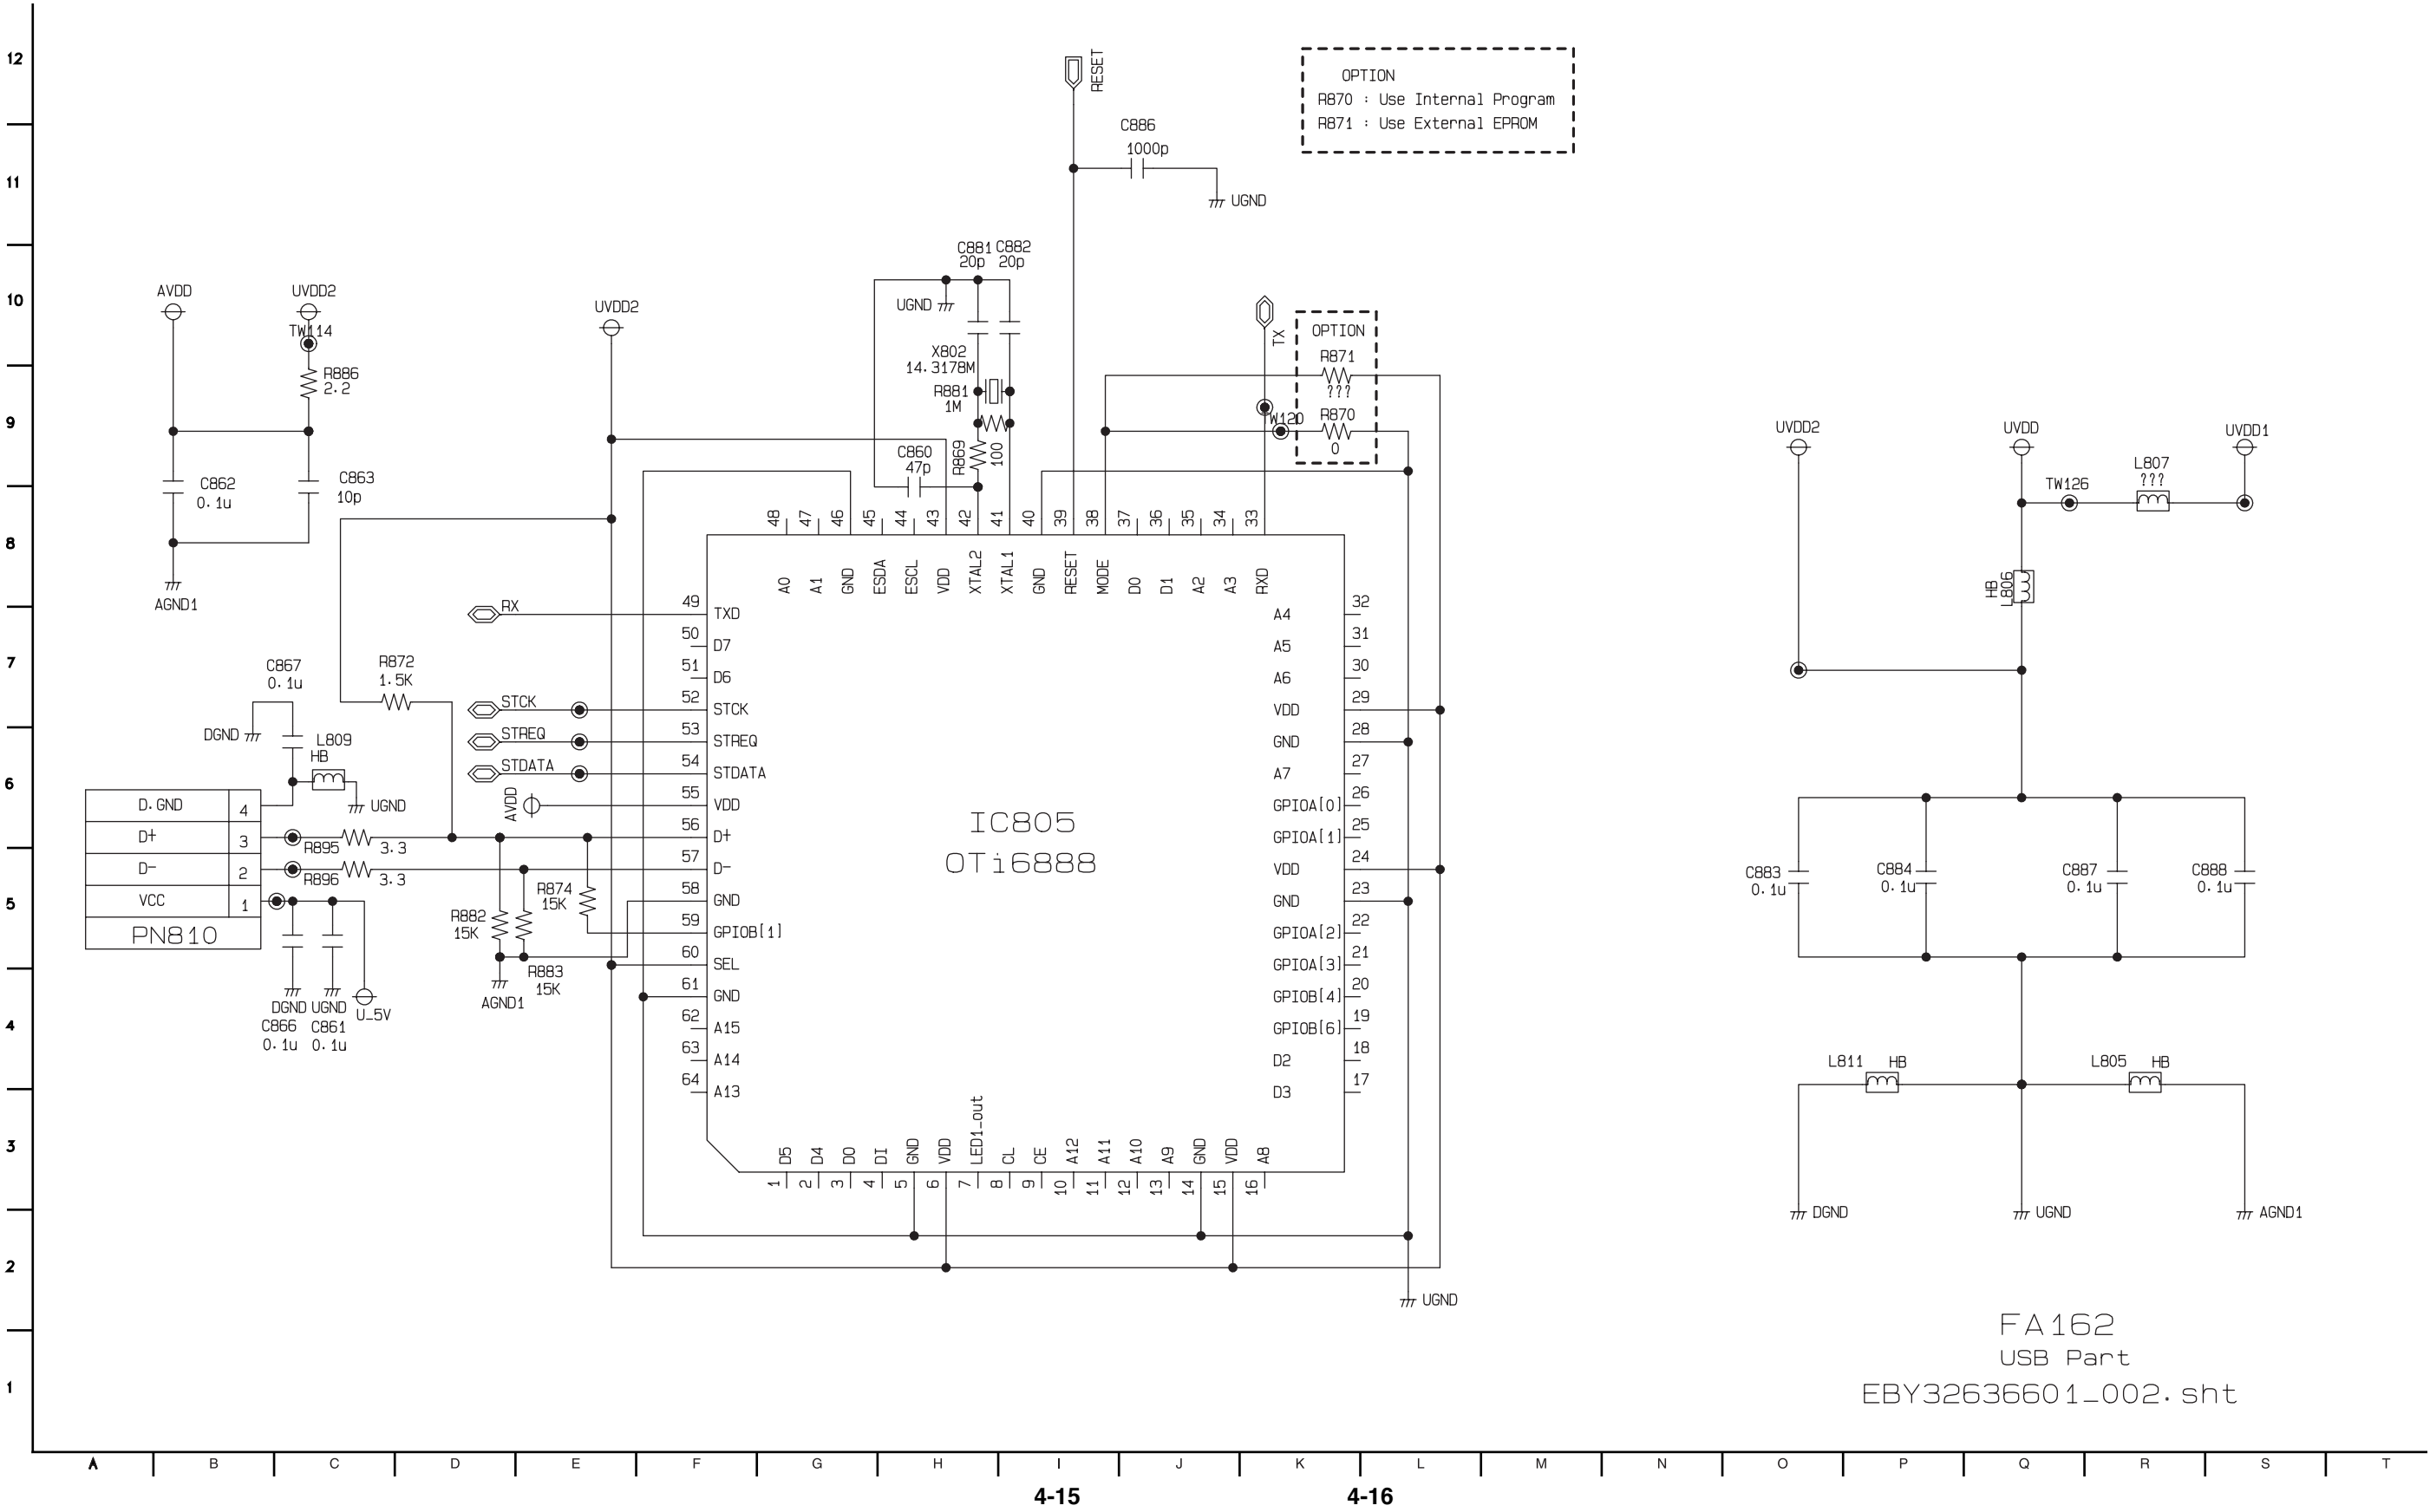 12
11
10
9
8
7
6
5
4
3
2
1
RESET
C886
1000p
UGND
OPTION
R870 : Use Internal Program
R871 : Use External EPROM
AVDD
UVDD2
TW114
R886
2.2
C862
0.1u
C863
10p
AGND1
UVDD2
C881 C882
20p 20p
UGND
X802
14.3178M
R881
1M
R869
100
C860
47p
TX
OPTION
R871
???
W120
R870
0
48
47
46
45
44
43
42
41
40
39
38
37
36
35
34
33
A0
A1
GND
ESDA
ESCL
VDD
XTAL2
XTAL1
GND
RESET
MODE
D0
D1
A2
A3
RXD
RX
STCK
STREQ
STDATA
AVDD
49 TXD
50 D7
51 D6
52 STCK
53 STREQ
54 STDATA
55 VDD
56 D+
57 D-
58 GND
59 GPIOB[1]
60 SEL
61 GND
62 A15
63 A14
64 A13
IC805
OTi6888
A4 32
A5 31
A6 30
VDD 29
GND 28
A7 27
GPIOA[0] 26
GPIOA[1] 25
VDD 24
GND 23
GPIOA[2] 22
GPIOA[3] 21
GPIOB[4] 20
GPIOB[6] 19
D2 18
D3 17
D5
D4
D0
DI
GND
VDD
LED1_out
CL
CE
A12
A11
A10
A9
GND
VDD
A8
1
2
3
4
5
6
7
8
9
10
11
12
13
14
15
16
UGND
C867
0.1u
R872
1.5K
DGND
L809
HB
UGND
D.GND 4
D+ 3
D- 2
VCC 1
PN810
R895 3.3
R896 3.3
R874
15K
R882
15K
R883
15K
AGND1
DGND UGND
U_5V
C866 C861
0.1u 0.1u
UVDD2
UVDD
UVDD1
TW126
L807
???
HB
L806
C883
0.1u
C884
0.1u
C887
0.1u
C888
0.1u
L811 HB
L805 HB
DGND
UGND
AGND1
FA162
USB Part
EBY32636601_002.sht
A B C D E F G H I J K L M N O P Q R S T
4-15 4-16